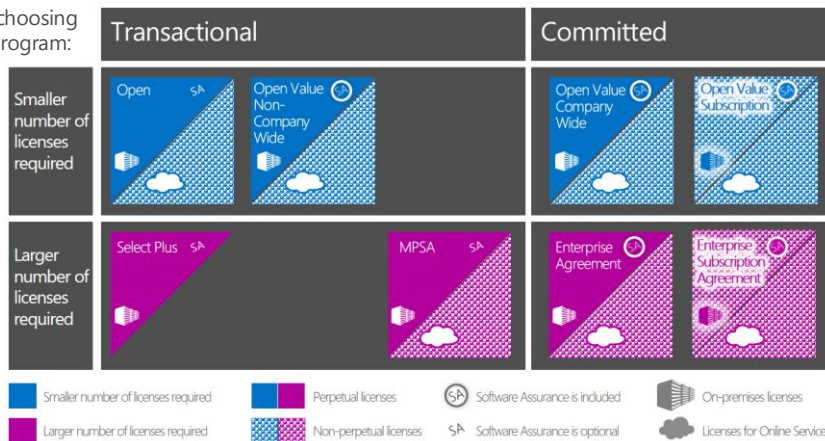 choosing
rogram:
Transactional
Committed
Smaller
number of
licenses
required
Open SA
Open Value SA
Non-
Company
Wide
Open Value SA
Company
Wide
Open Value SA
Subscription
Larger
number of
licenses
required
Select Plus SA
MPSA SA
Enterprise SA
Agreement
Enterprise SA
Subscription
Agreement
Smaller number of licenses required
Perpetual licenses
SA Software Assurance is included
On-premises licenses
Larger number of licenses required
Non-perpetual licenses
SA Software Assurance is optional
Licenses for Online Service